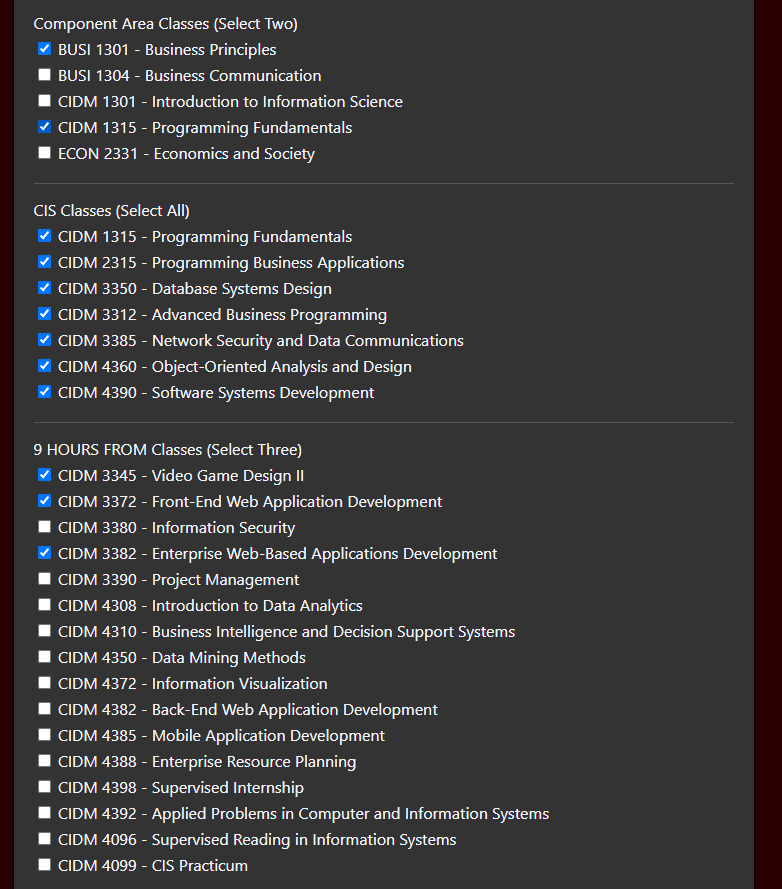 Component Area Classes (Select Two)
BUSI 1301 - Business Principles
BUSI 1304 - Business Communication
CIDM 1301 - Introduction to Information Science
CIDM 1315 - Programming Fundamentals
ECON 2331 - Economics and Society
CIS Classes (Select All)
CIDM 1315 - Programming Fundamentals
CIDM 2315 - Programming Business Applications
CIDM 3350 - Database Systems Design
CIDM 3312 - Advanced Business Programming
CIDM 3385 - Network Security and Data Communications
CIDM 4360 - Object-Oriented Analysis and Design
CIDM 4390 - Software Systems Development
9 HOURS FROM Classes (Select Three)
CIDM 3345 - Video Game Design II
CIDM 3372 - Front-End Web Application Development
CIDM 3380 - Information Security
CIDM 3382 - Enterprise Web-Based Applications Development
CIDM 3390 - Project Management
CIDM 4308 - Introduction to Data Analytics
CIDM 4310 - Business Intelligence and Decision Support Systems
CIDM 4350 - Data Mining Methods
CIDM 4372 - Information Visualization
CIDM 4382 - Back-End Web Application Development
CIDM 4385 - Mobile Application Development
CIDM 4388 - Enterprise Resource Planning
CIDM 4398 - Supervised Internship
CIDM 4392 - Applied Problems in Computer and Information Systems
CIDM 4096 - Supervised Reading in Information Systems
CIDM 4099 - CIS Practicum